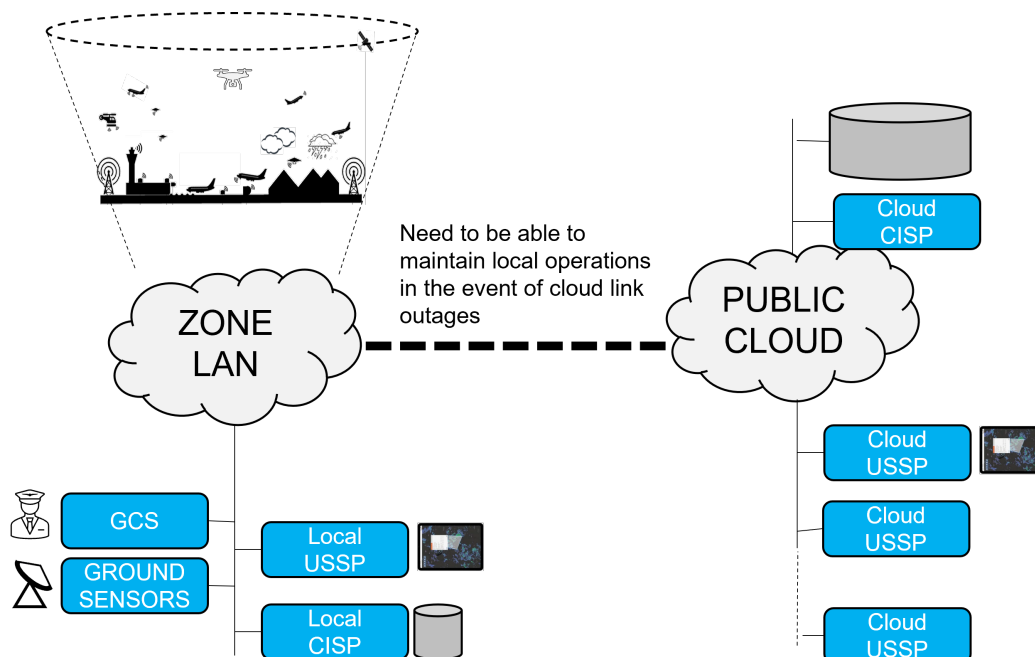 Need to be able to
maintain local operations
in the event of cloud link
outages
ZONE
LAN
PUBLIC
CLOUD
Cloud
CISP
GCS
GROUND
SENSORS
Local
USSP
Local
CISP
Cloud
USSP
Cloud
USSP
Cloud
USSP